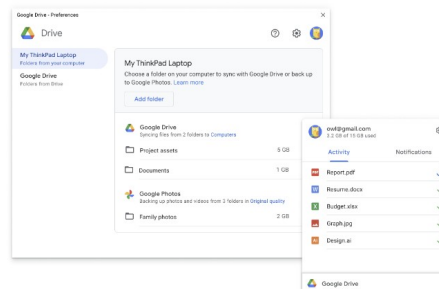 Google Drive - Preferences
Drive
My ThinkPad Laptop
Folders from your computer
Google Drive
Folders from Drive
My ThinkPad Laptop
Choose a folder on your computer to sync with Google Drive or back up
to Google Photos. Learn more
Add folder
Google Drive
Syncing files from 2 folders to Computers
Project assets 5 GB
Documents 1 GB
Google Photos
Backing up photos and videos from 3 folders in Original quality
Family photos 2 GB
owl@gmail.com
3.2 GB of 15 GB used
Activity Notifications
PDF Report.pdf
W Resume.docx
X Budget.xlsx
Graph.jpg
Ai Design.ai
Google Drive